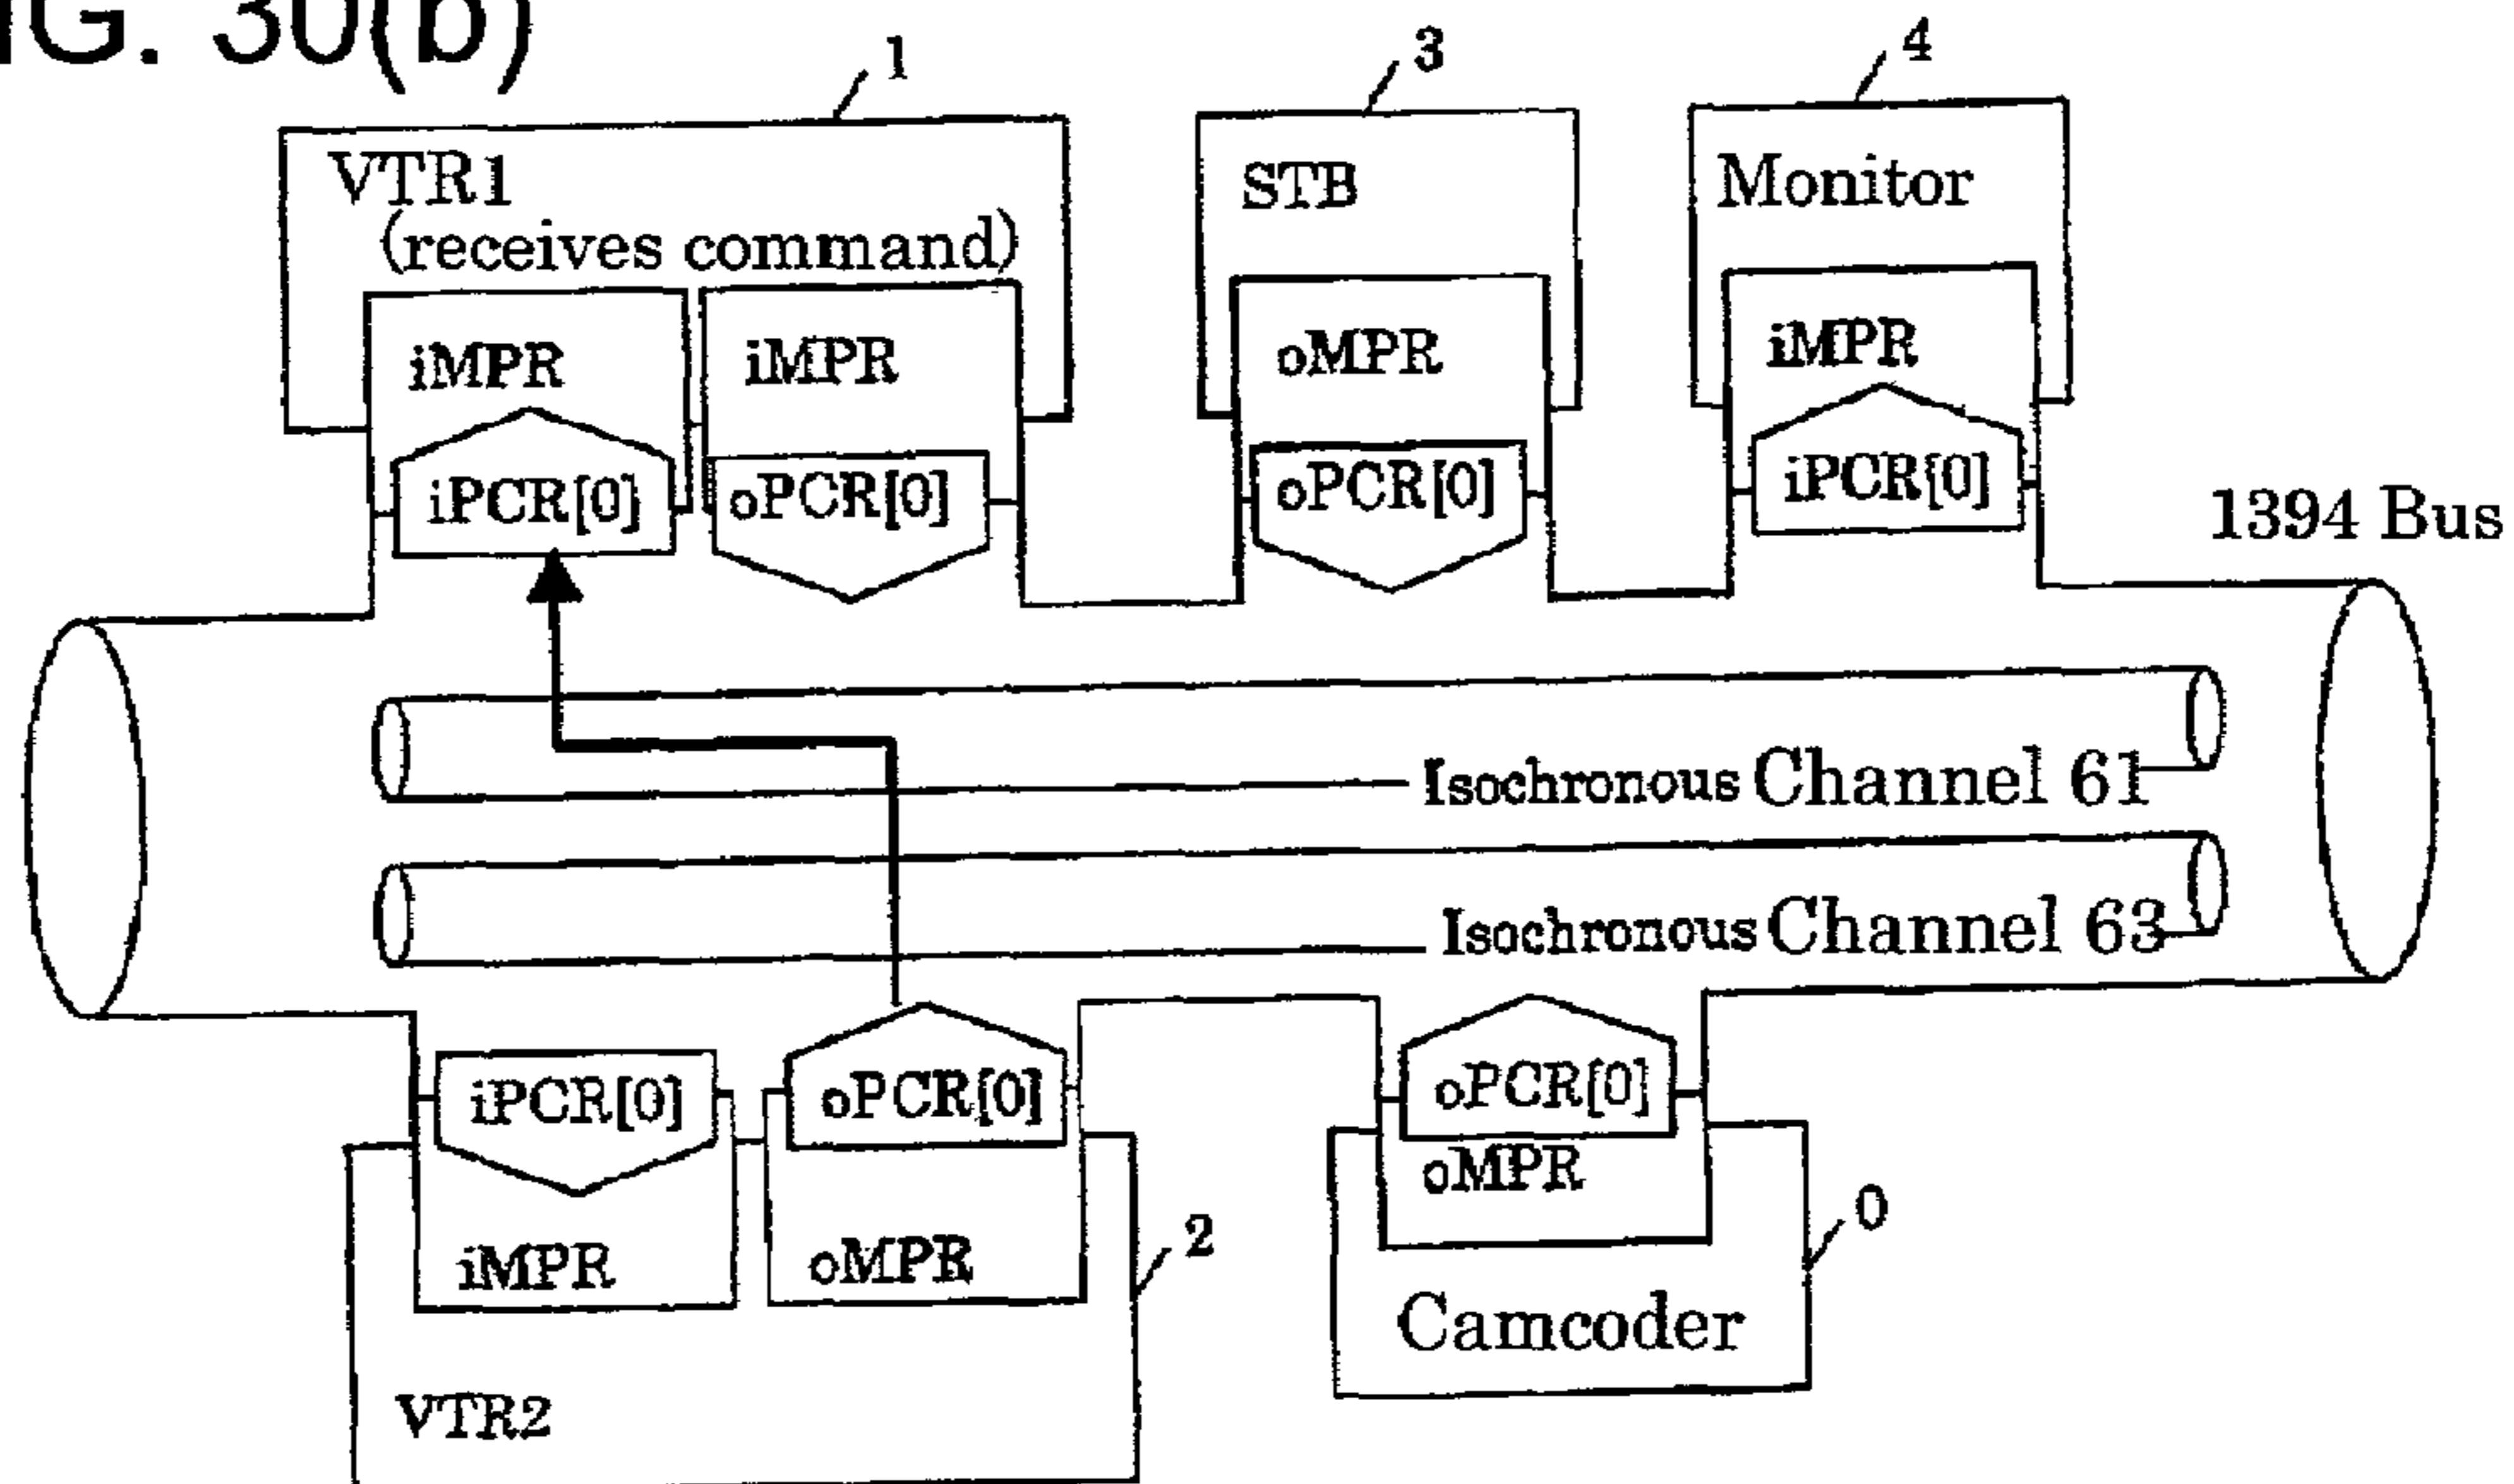 IG. 30(b)
1
3
4
VTR1
(receives command)
STB
Monitor
iMPR
iMPR
oMPR
iMPR
iPCR[0]
oPCR[0]
oPCR[0]
iPCR[0]
1394 Bus
Isochronous Channel 61
Isochronous Channel 63
iPCR[0]
oPCR[0]
oPCR[0]
oMPR
iMPR
oMPR
2
0
Camcoder
VTR2